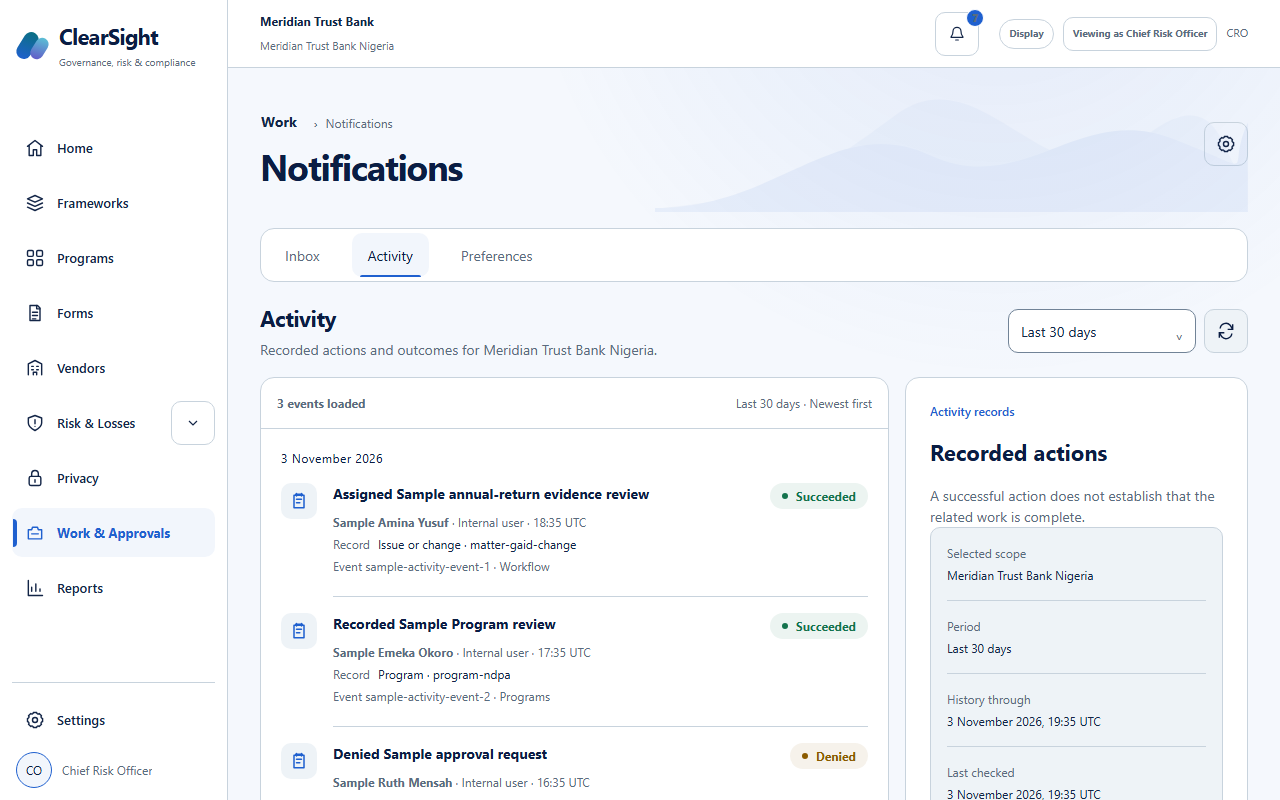 ClearSight
Governance, risk & compliance
Home
Frameworks
Programs
Forms
Vendors
Risk & Losses
Privacy
Work & Approvals
Reports
Settings
CO
Chief Risk Officer
Meridian Trust Bank
Meridian Trust Bank Nigeria
Display
Viewing as Chief Risk Officer
CRO
Work › Notifications
Notifications
Inbox
Activity
Preferences
Activity
Recorded actions and outcomes for Meridian Trust Bank Nigeria.
Last 30 days
3 events loaded
Last 30 days · Newest first
3 November 2026
Assigned Sample annual-return evidence review
Succeeded
Sample Amina Yusuf · Internal user · 18:35 UTC
Record Issue or change · matter-gaid-change
Event sample-activity-event-1 · Workflow
Recorded Sample Program review
Succeeded
Sample Emeka Okoro · Internal user · 17:35 UTC
Record Program · program-ndpa
Event sample-activity-event-2 · Programs
Denied Sample approval request
Denied
Sample Ruth Mensah · Internal user · 16:35 UTC
Activity records
Recorded actions
A successful action does not establish that the
related work is complete.
Selected scope
Meridian Trust Bank Nigeria
Period
Last 30 days
History through
3 November 2026, 19:35 UTC
Last checked
3 November 2026, 19:35 UTC